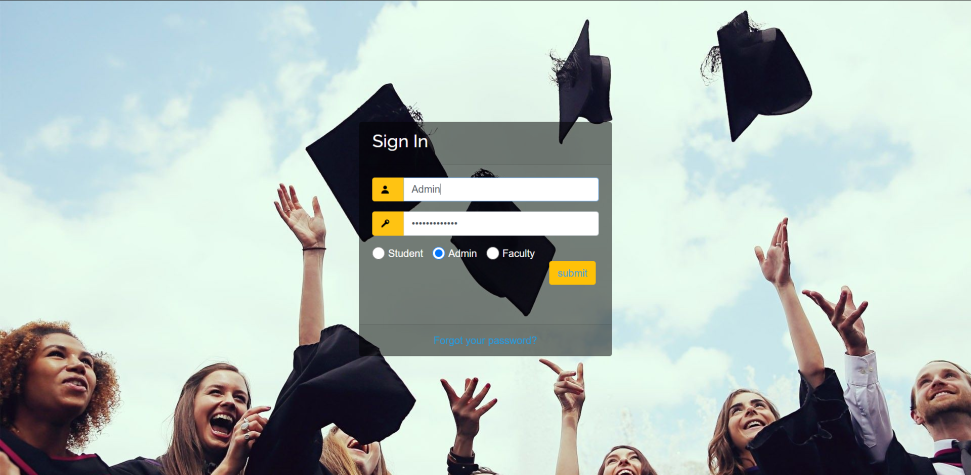 Sign In
Admin
•••••••••••••
Student Admin Faculty
submit
Forgot your password?